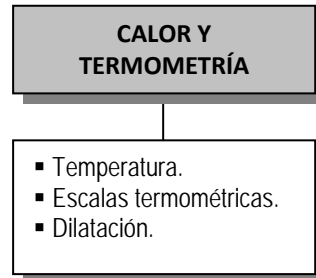 CALOR Y
TERMOMETRÍA
▪ Temperatura.
▪ Escalas termométricas.
▪ Dilatación.